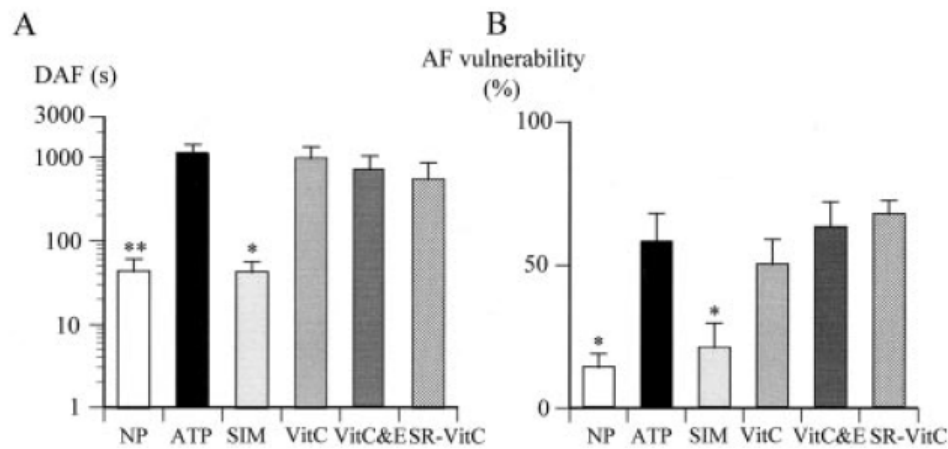 A
DAF (s)
3000
1000
100
10
1
**
*
NP ATP SIM VitC VitC&E SR-VitC
B
AF vulnerability
(%)
100
50
0
*
*
NP ATP SIM VitC VitC&E SR-VitC